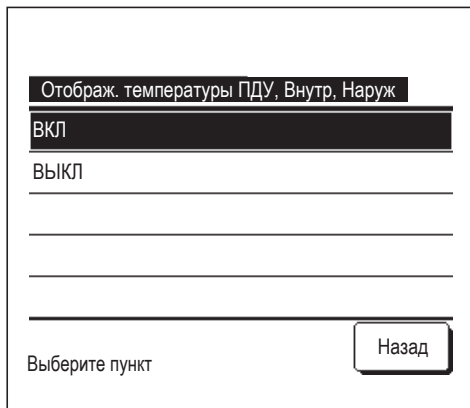 Отображ. температуры ПДУ, Внутр, Наруж
ВКЛ
ВЫКЛ
Назад
Выберите пункт